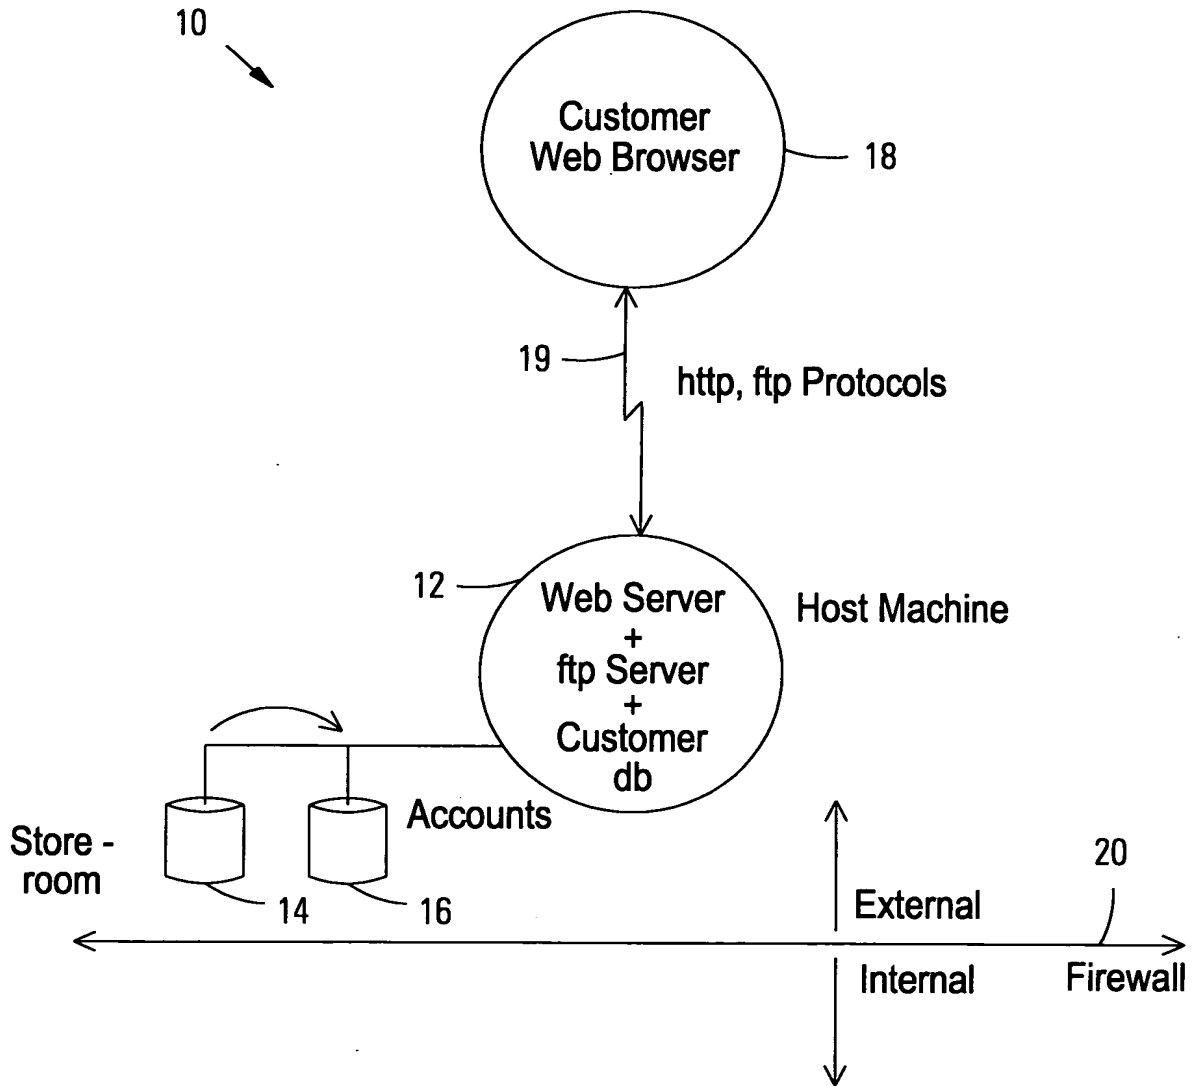 10
Customer
Web Browser
18
19
http, ftp Protocols
12
Web Server
+
ftp Server
+
Customer
db
Host Machine
Accounts
Store -
room
14
16
20
External
Internal
Firewall